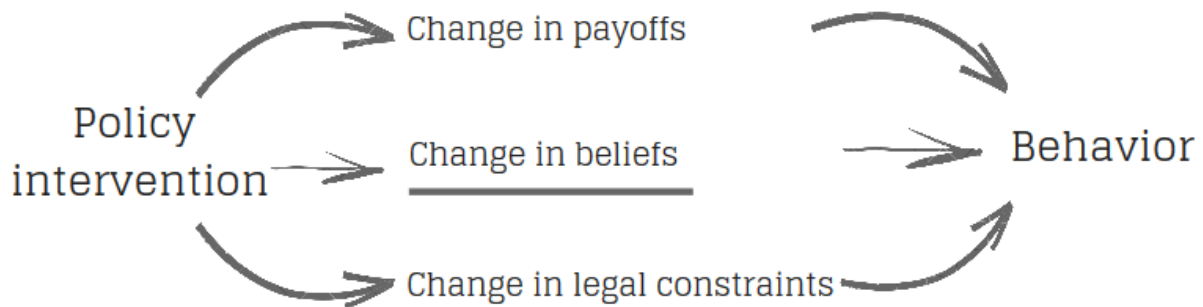 Change in payoffs
Policy
intervention
Change in beliefs
Behavior
Change in legal constraints